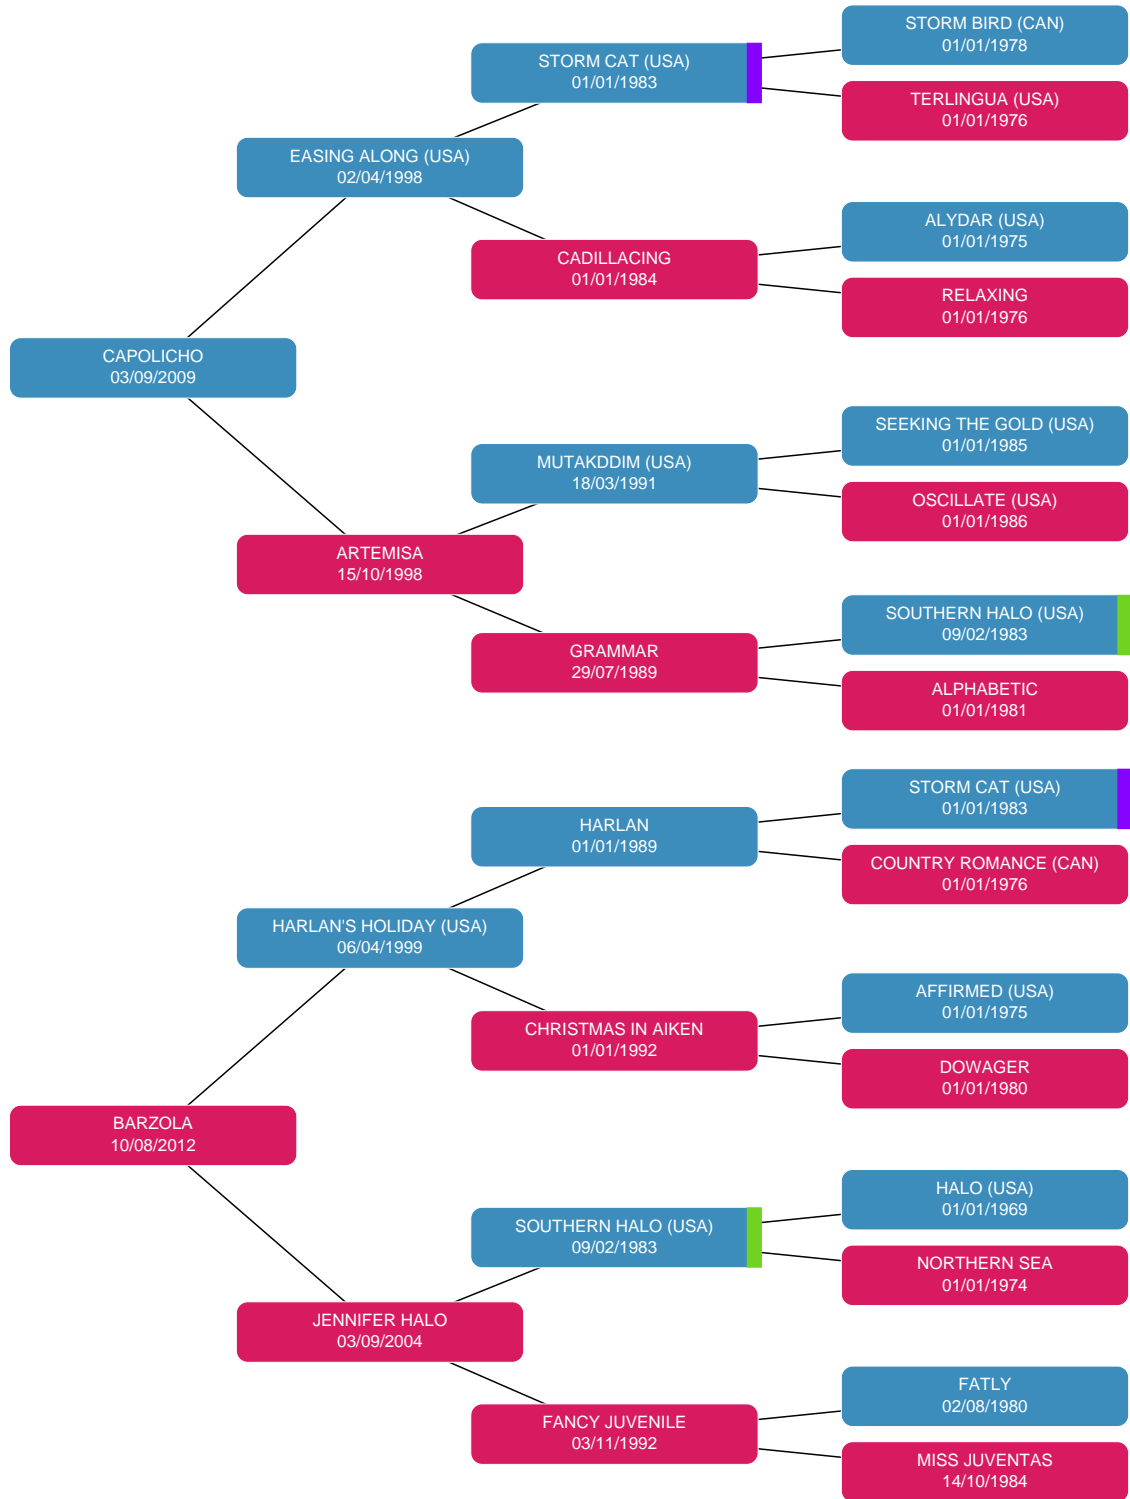 STORM BIRD (CAN)
01/01/1978
STORM CAT (USA)
01/01/1983
TERLINGUA (USA)
01/01/1976
EASING ALONG (USA)
02/04/1998
ALYDAR (USA)
01/01/1975
CADILLACING
01/01/1984
RELAXING
01/01/1976
CAPOLICHO
03/09/2009
SEEKING THE GOLD (USA)
01/01/1985
MUTAKDDIM (USA)
18/03/1991
OSCILLATE (USA)
01/01/1986
ARTEMISA
15/10/1998
SOUTHERN HALO (USA)
09/02/1983
GRAMMAR
29/07/1989
ALPHABETIC
01/01/1981
STORM CAT (USA)
01/01/1983
HARLAN
01/01/1989
COUNTRY ROMANCE (CAN)
01/01/1976
HARLAN'S HOLIDAY (USA)
06/04/1999
AFFIRMED (USA)
01/01/1975
CHRISTMAS IN AIKEN
01/01/1992
DOWAGER
01/01/1980
BARZOLA
10/08/2012
HALO (USA)
01/01/1969
SOUTHERN HALO (USA)
09/02/1983
NORTHERN SEA
01/01/1974
JENNIFER HALO
03/09/2004
FATLY
02/08/1980
FANCY JUVENILE
03/11/1992
MISS JUVENTAS
14/10/1984